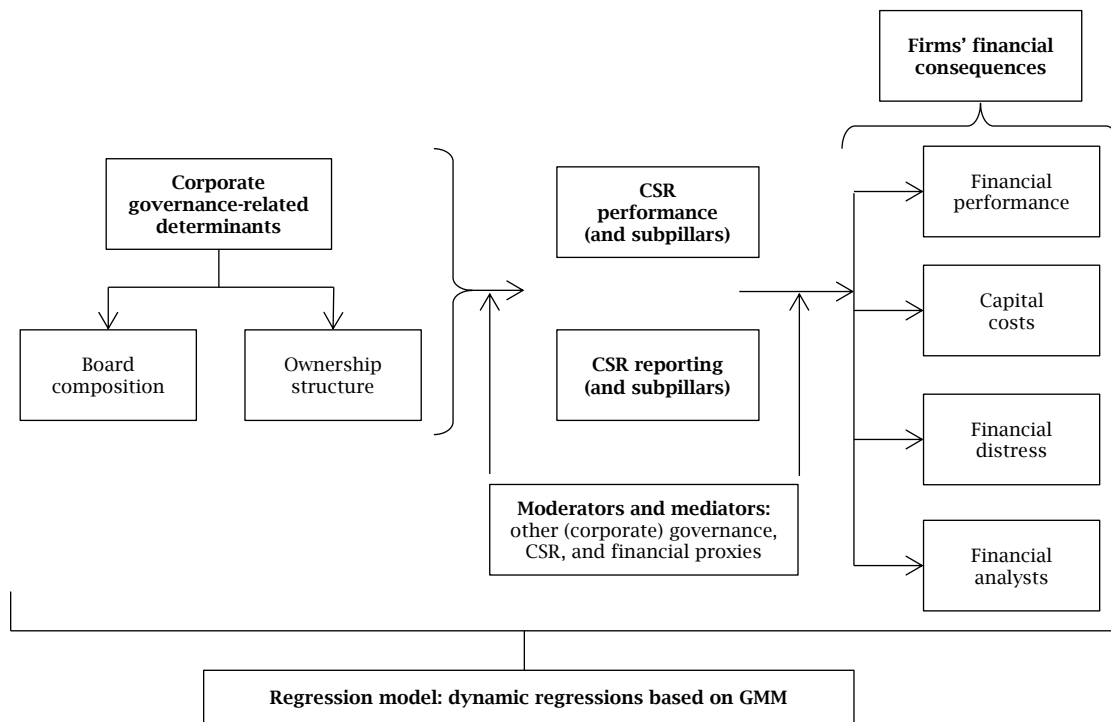 Firms’ financial
consequences
Corporate
governance-related
determinants
Board
composition
Ownership
structure
CSR
performance
(and subpillars)
CSR reporting
(and subpillars)
Moderators and mediators:
other (corporate) governance,
CSR, and financial proxies
Financial
performance
Capital
costs
Financial
distress
Financial
analysts
Regression model: dynamic regressions based on GMM